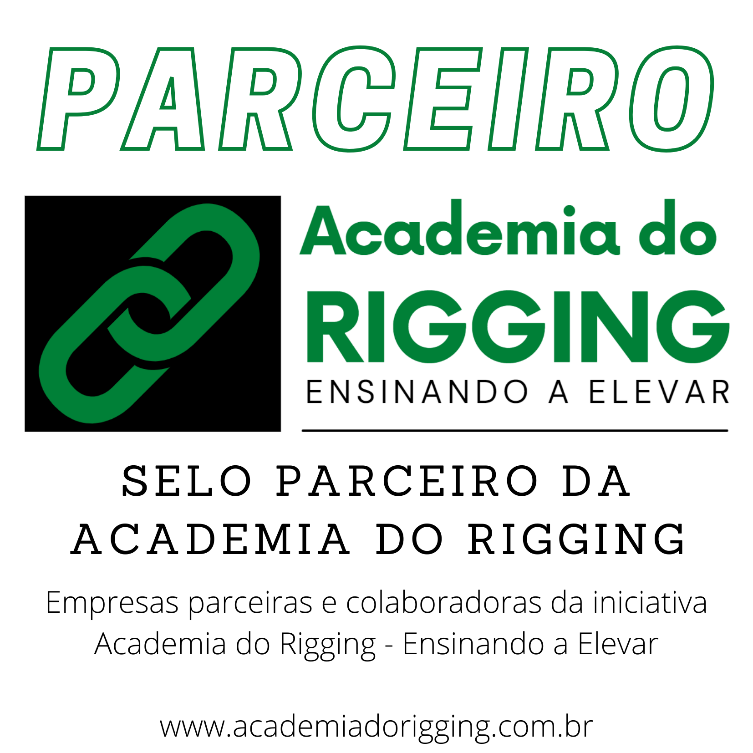 PARCEIRO
Academia do
RIGGING
ENSINANDO A ELEVAR
SELO PARCEIRO DA
ACADEMIA DO RIGGING
Empresas parceiras e colaboradoras da iniciativa
Academia do Rigging - Ensinando a Elevar
www.academiadorigging.com.br